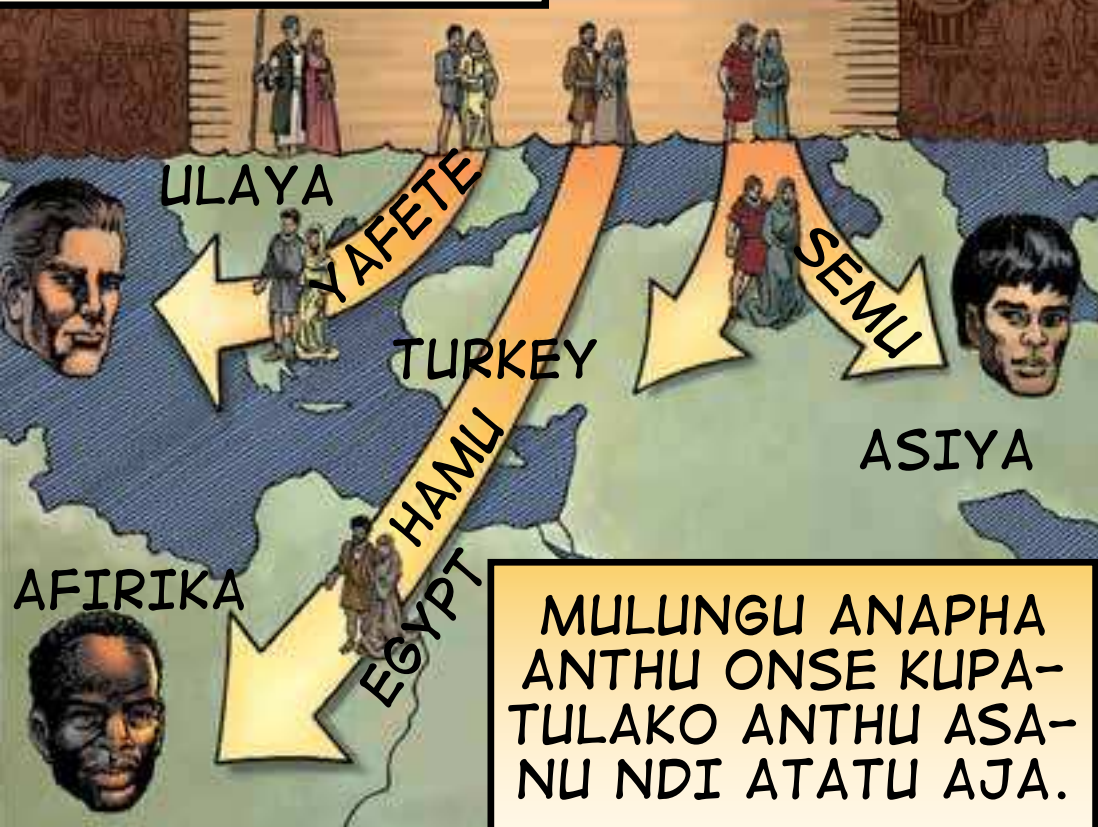 ULAYA
YAFETE
SEMU
TURKEY
HAMU
ASIYA
AFIRIKA
EGYPT
MULUNGU ANAPHA
ANTHU ONSE KUPA-
TULAKO ANTHU ASA-
NU NDI ATATU AJA.